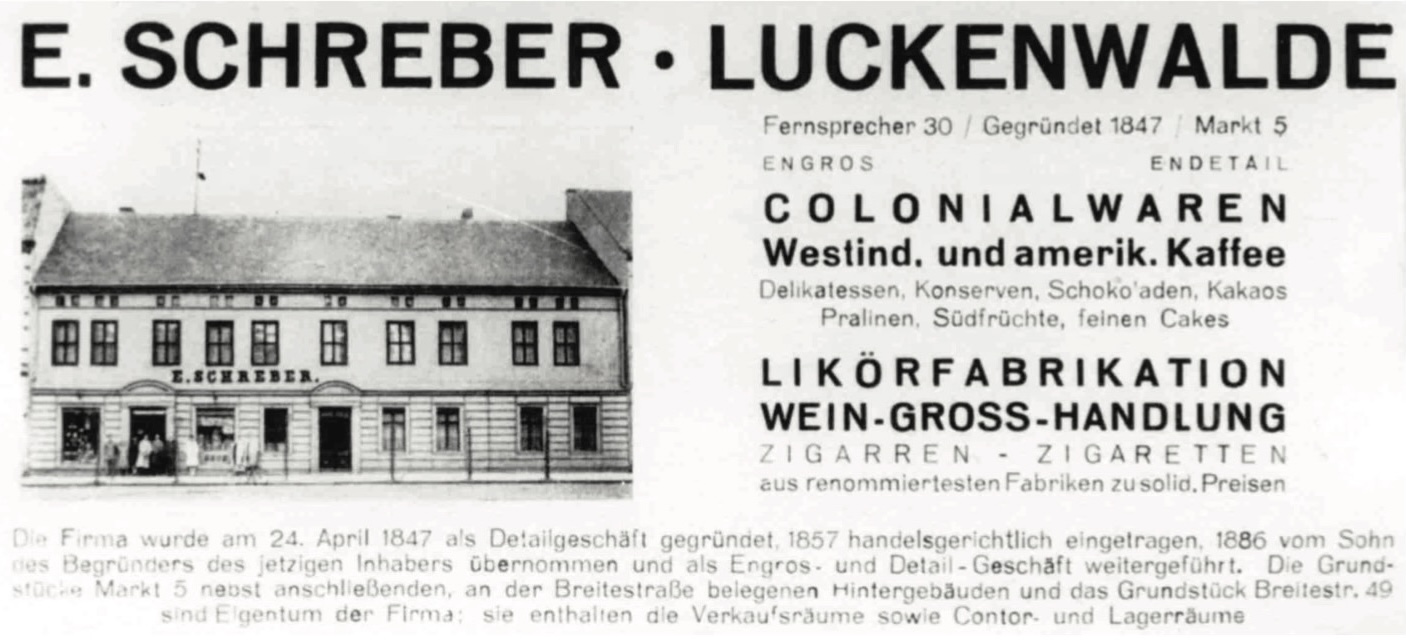 E. SCHREBER • LUCKENWALDE
Fernsprecher 30 / Gegründet 1847 / Markt 5
ENGROS ENDETAIL
COLONIALWAREN
Westind. und amerik. Kaffee
Delikatessen, Konserven, Schoko'aden, Kakaos
Pralinen, Südfrüchte, feinen Cakes
E. SCHREBER.
LIKÖRFABRIKATION
WEIN-GROSS-HANDLUNG
ZIGARREN - ZIGARETTEN
aus renommiertesten Fabriken zu solid. Preisen
Die Firma wurde am 24. April 1847 als Detailgeschäft gegründet, 1857 handelsgerichtlich eingetragen, 1886 vom Sohn
des Begründers des jetzigen Inhabers übernommen und als Engros- und Detail-Geschäft weitergeführt. Die Grund-
stücke Markt 5 nebst anschließenden, an der Breitestraße belegenen Hintergebäuden und das Grundstück Breitestr. 49
sind Eigentum der Firma; sie enthalten die Verkaufsräume sowie Contor- und Lagerräume